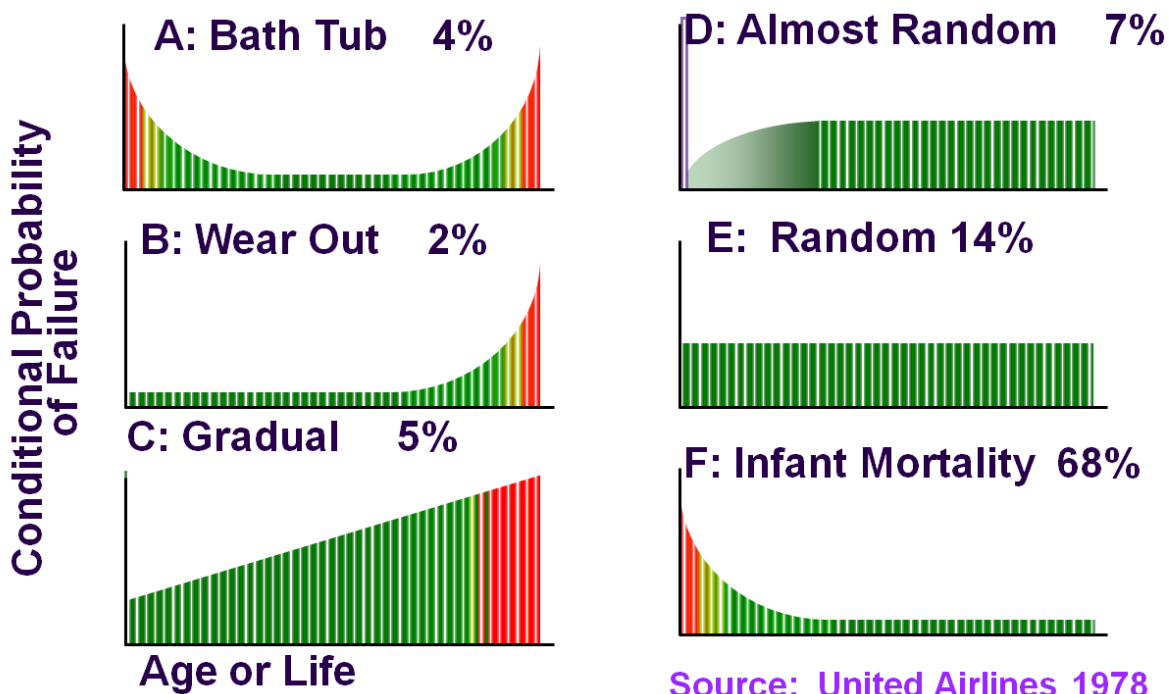 A: Bath Tub 4%
B: Wear Out 2%
C: Gradual 5%
D: Almost Random 7%
E: Random 14%
F: Infant Mortality 68%
Conditional Probability
of Failure
Age or Life
Source: United Airlines 1978